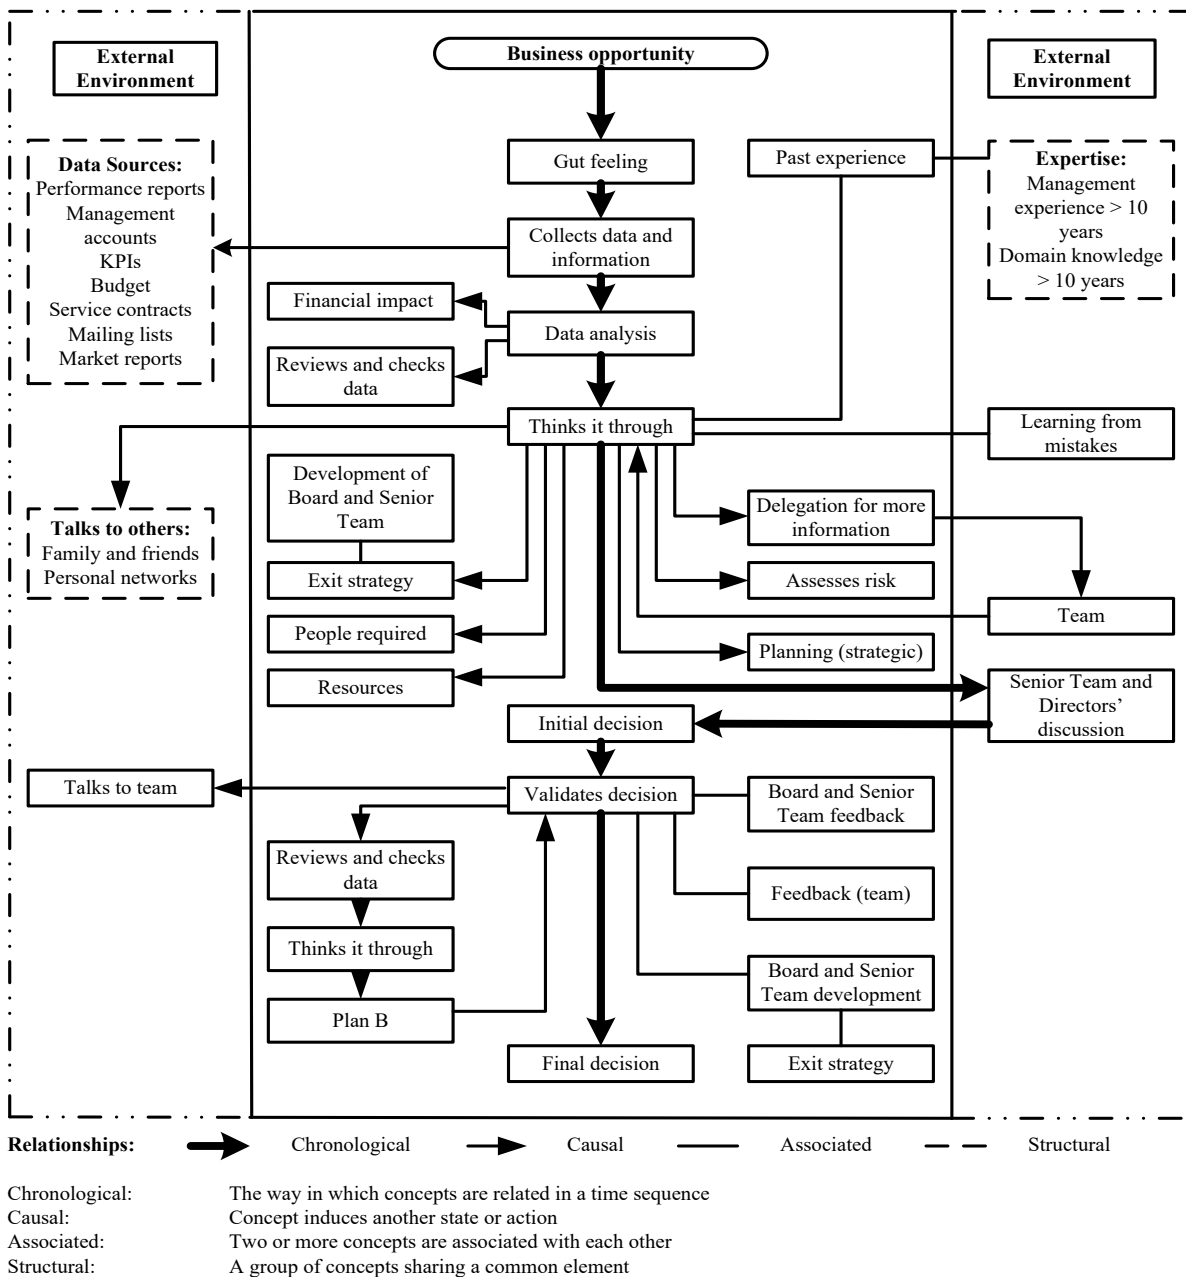 External
Environment
Business opportunity
External
Environment
Data Sources:
Performance reports
Management
accounts
KPIs
Budget
Service contracts
Mailing lists
Market reports
Gut feeling
Past experience
Expertise:
Management
experience > 10
years
Domain knowledge
> 10 years
Collects data and
information
Financial impact
Data analysis
Reviews and checks
data
Thinks it through
Learning from
mistakes
Development of
Board and Senior
Team
Delegation for more
information
Talks to others:
Family and friends
Personal networks
Exit strategy
Assesses risk
Team
People required
Planning (strategic)
Resources
Senior Team and
Directors’
discussion
Initial decision
Talks to team
Validates decision
Board and Senior
Team feedback
Reviews and checks
data
Feedback (team)
Thinks it through
Board and Senior
Team development
Plan B
Final decision
Exit strategy
Relationships: Chronological Causal Associated Structural
Chronological: The way in which concepts are related in a time sequence
Causal: Concept induces another state or action
Associated: Two or more concepts are associated with each other
Structural: A group of concepts sharing a common element